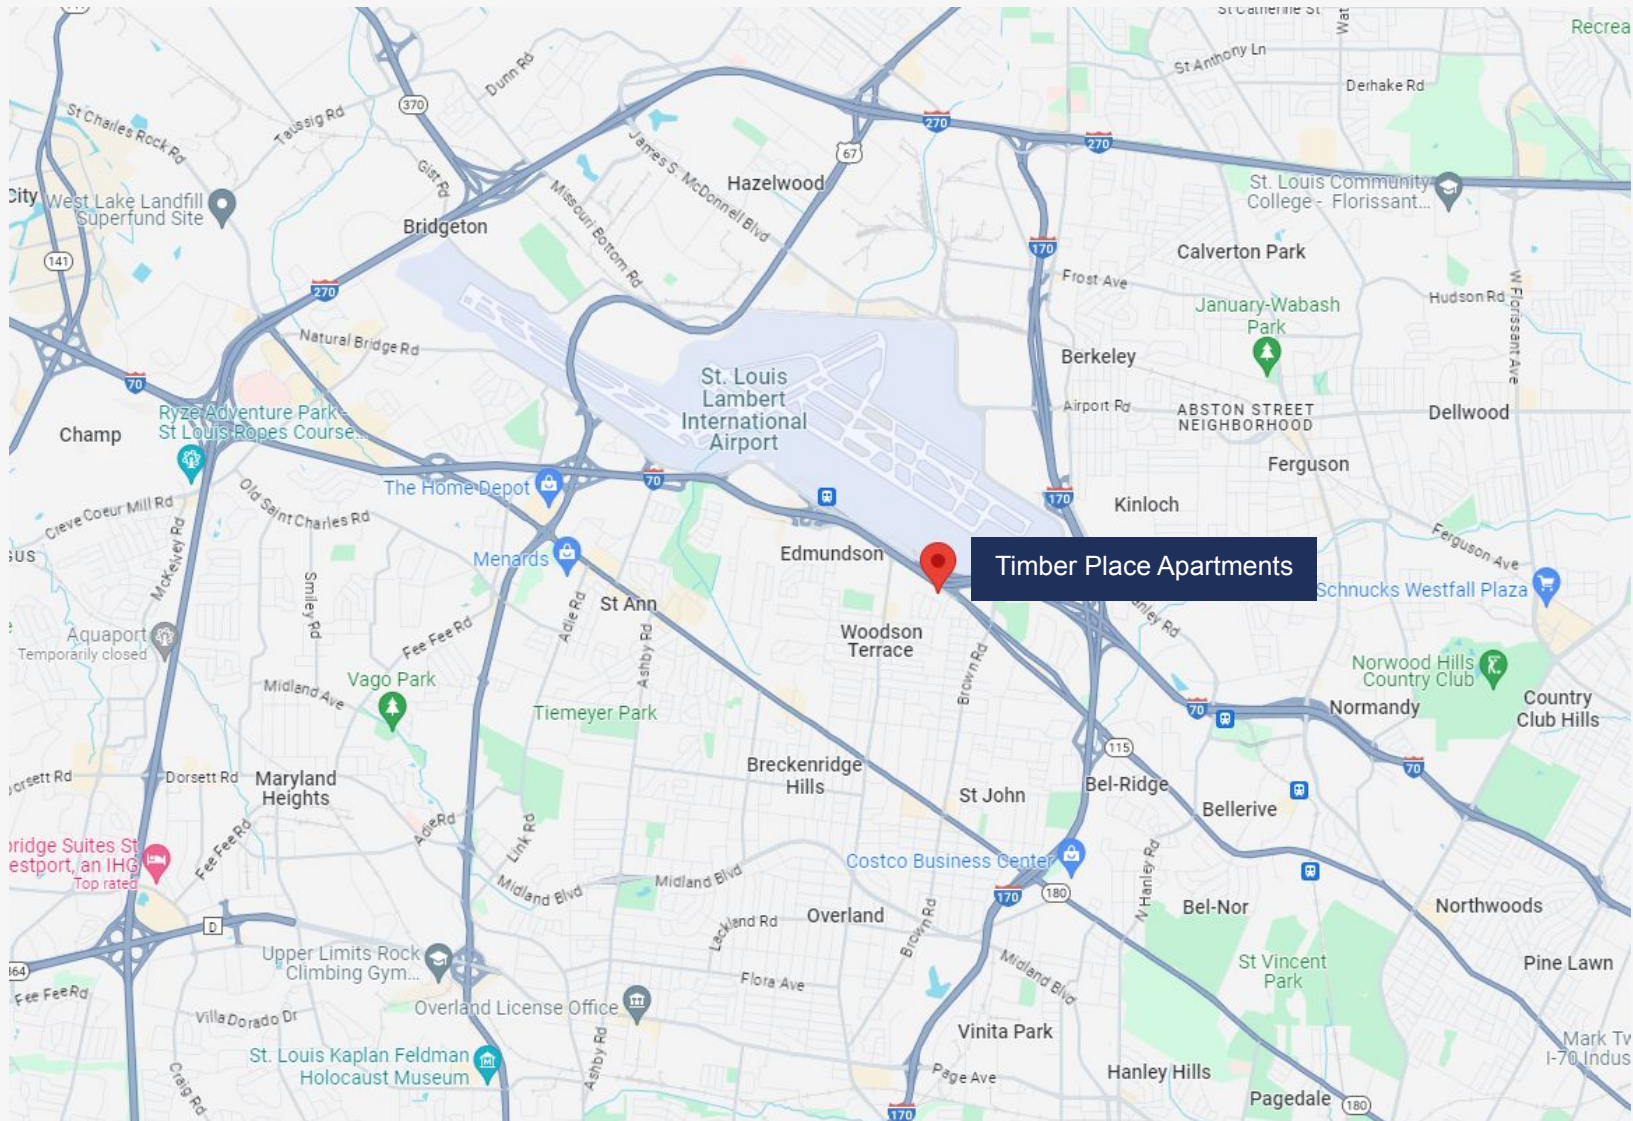 St Catherine St
Recrea
Dunn Rd
St Anthony Ln
Derhake Rd
370
St Charles Rock Rd
Taussig Rd
270
270
67
James S. McDonnell Blvd
Gist Rd
Hazelwood
St. Louis Community
College - Florissant...
City
West Lake Landfill
Superfund Site
Missouri Bottom Rd
Bridgeton
170
Calverton Park
141
Frost Ave
270
W Florissant Ave
Hudson Rd
January-Wabash
Park
Natural Bridge Rd
Berkeley
70
St. Louis
Lambert
International
Airport
Airport Rd
ABSTON STREET
NEIGHBORHOOD
Dellwood
Ryze Adventure Park -
St Louis Ropes Course...
Champ
Ferguson
The Home Depot
70
170
Kinloch
Creve Coeur Mill Rd
Old Saint Charles Rd
McKelvey Rd
Ferguson Ave
Menards
Edmundson
Timber Place Apartments
Schnucks Westfall Plaza
Smiley Rd
St Ann
Adie Rd
Aquaport
Temporarily closed
Fee Fee Rd
Ashby Rd
Woodson
Terrace
Brown Rd
Norwood Hills
Country Club
Vago Park
Midland Ave
Tiemeyer Park
70
Normandy
Country
Club Hills
115
Dorsett Rd
Maryland
Heights
Breckenridge
Hills
St John
Bel-Ridge
70
Bellerive
Adie Rd
Link Rd
Fee Fee Rd
bridge Suites St
estport, an IHG
Top rated
Costco Business Center
Midland Blvd
Midland Blvd
170
180
N Hanley Rd
Lackland Rd
Overland
Brown Rd
Bel-Nor
Northwoods
D
Upper Limits Rock
Climbing Gym...
Flora Ave
Midland Blvd
St Vincent
Park
Pine Lawn
364
Fee Fee Rd
Overland License Office
Villa Dorado Dr
Vinita Park
Mark Tw
I-70 Indus
St. Louis Kaplan Feldman
Holocaust Museum
Ashby Rd
Craig Rd
Page Ave
Hanley Hills
Pagedale
180
170